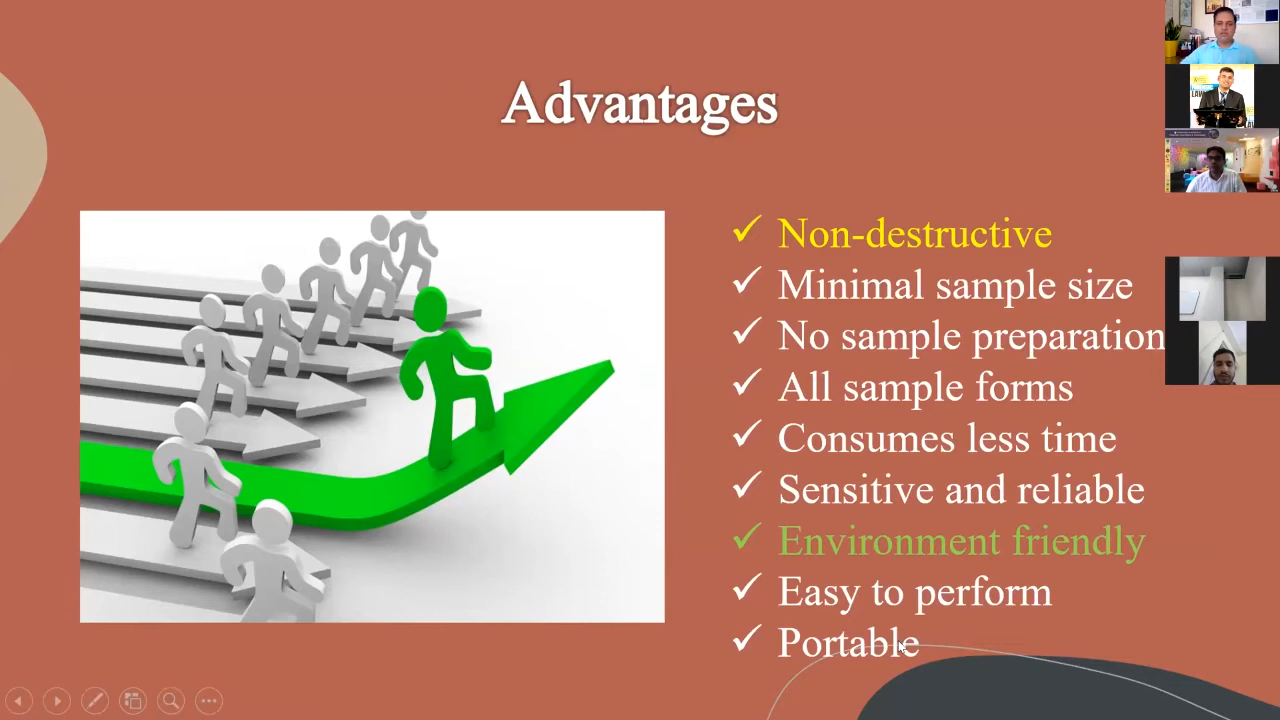 Advantages
✓ Non-destructive
✓ Minimal sample size
✓ No sample preparation
✓ All sample forms
✓ Consumes less time
✓ Sensitive and reliable
✓ Environment friendly
✓ Easy to perform
✓ Portable